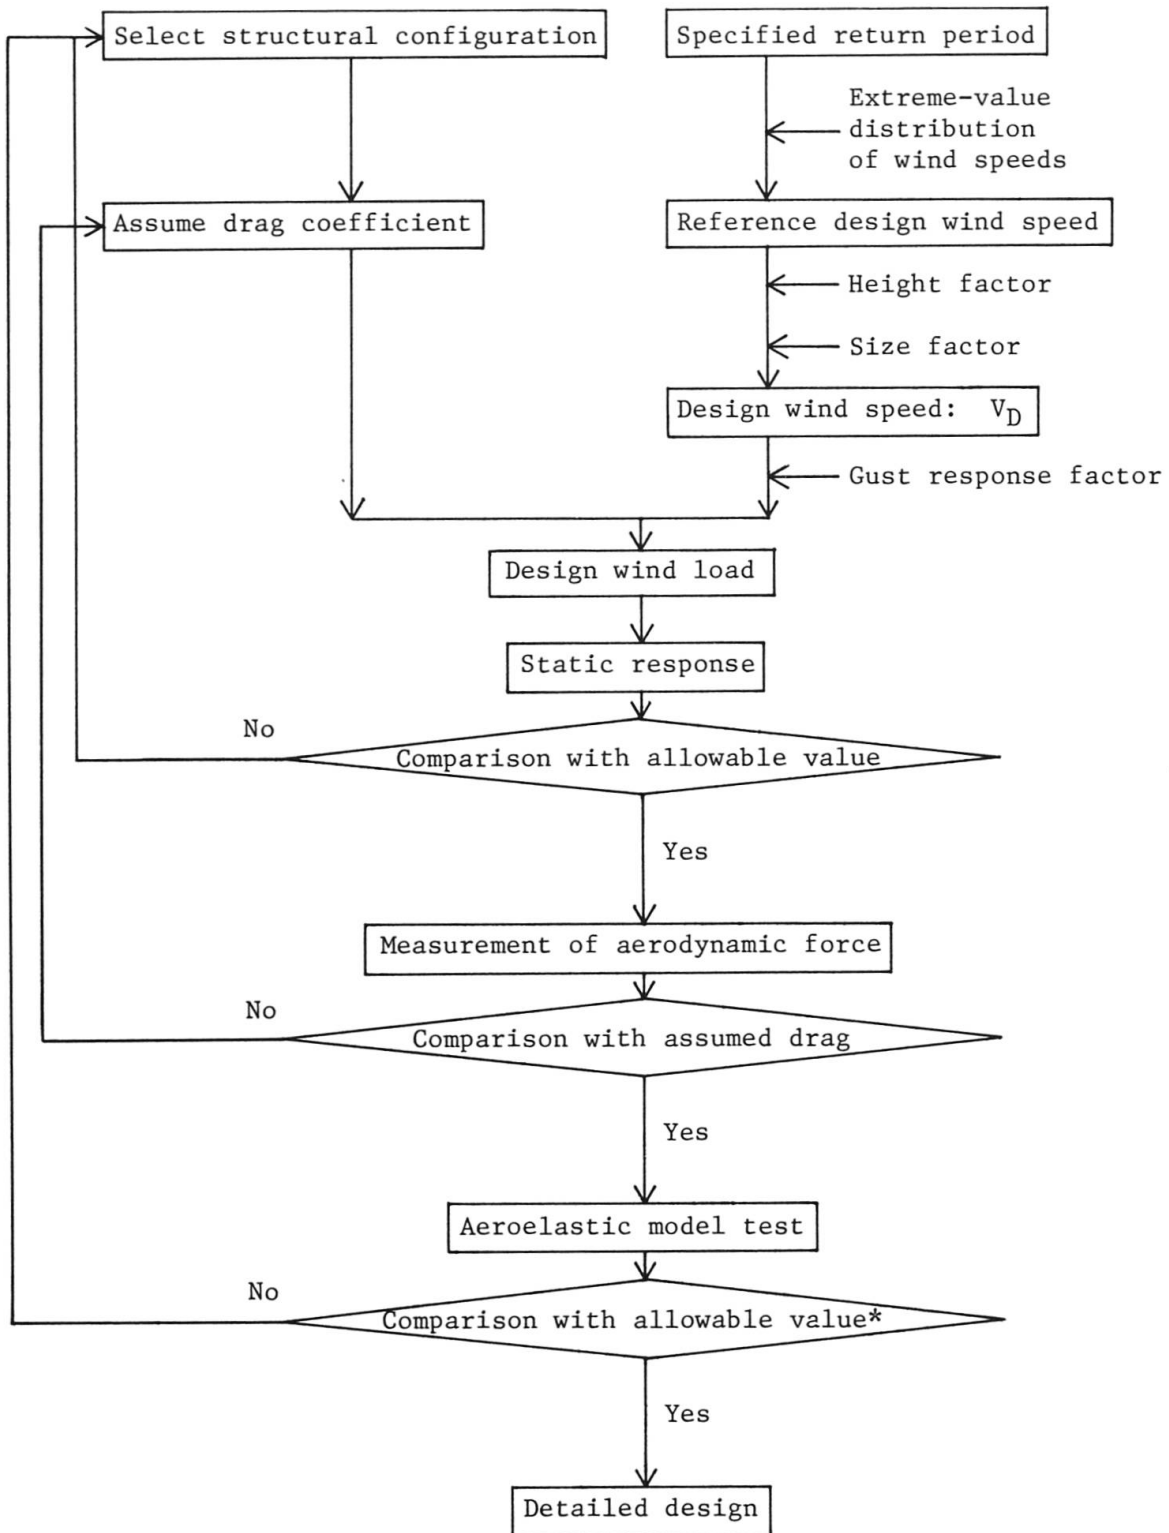 Select structural configuration
Specified return period
Extreme-value
distribution
of wind speeds
Assume drag coefficient
Reference design wind speed
Height factor
Size factor
Design wind speed: V_D
Gust response factor
Design wind load
Static response
No
Comparison with allowable value
Yes
Measurement of aerodynamic force
No
Comparison with assumed drag
Yes
Aeroelastic model test
No
Comparison with allowable value*
Yes
Detailed design